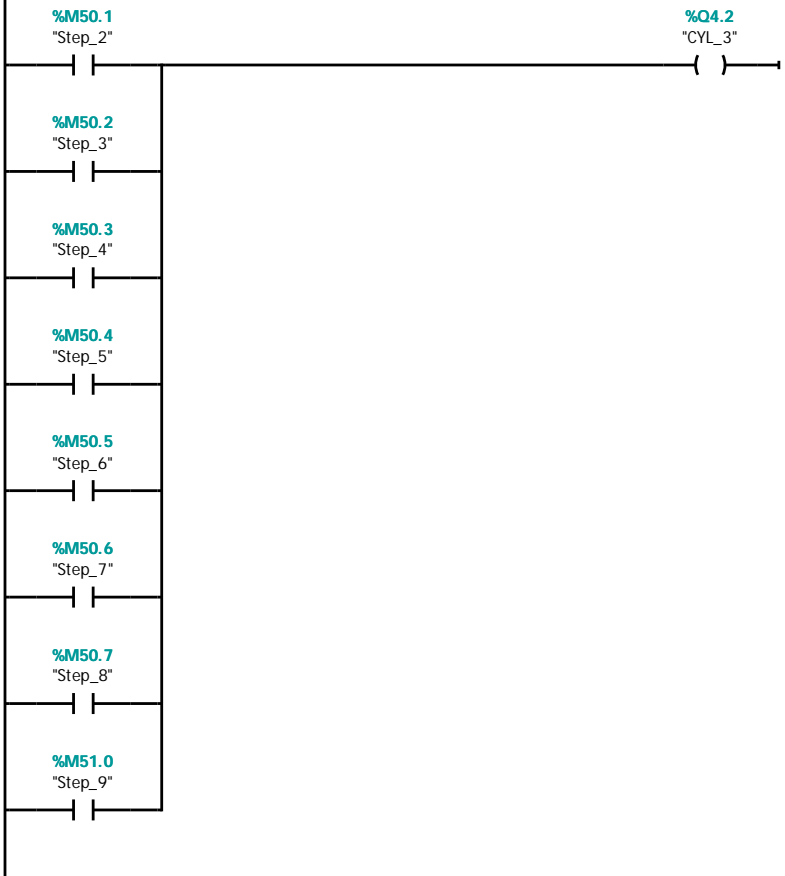 %M50.1
"Step_2"
%Q4.2
"CYL_3"
%M50.2
"Step_3"
%M50.3
"Step_4"
%M50.4
"Step_5"
%M50.5
"Step_6"
%M50.6
"Step_7"
%M50.7
"Step_8"
%M51.0
"Step_9"